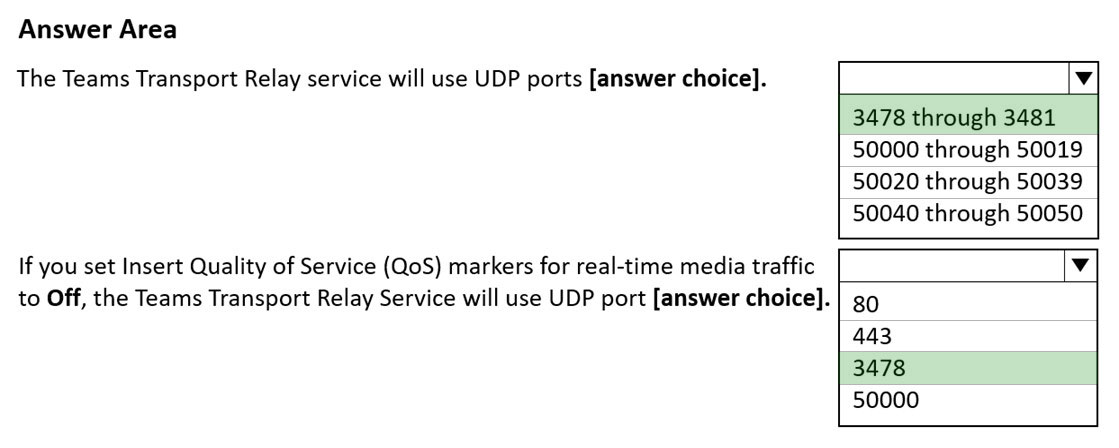 Answer Area
The Teams Transport Relay service will use UDP ports [answer choice].
3478 through 3481
50000 through 50019
50020 through 50039
50040 through 50050
If you set Insert Quality of Service (QoS) markers for real-time media traffic
to Off, the Teams Transport Relay Service will use UDP port [answer choice].
80
443
3478
50000